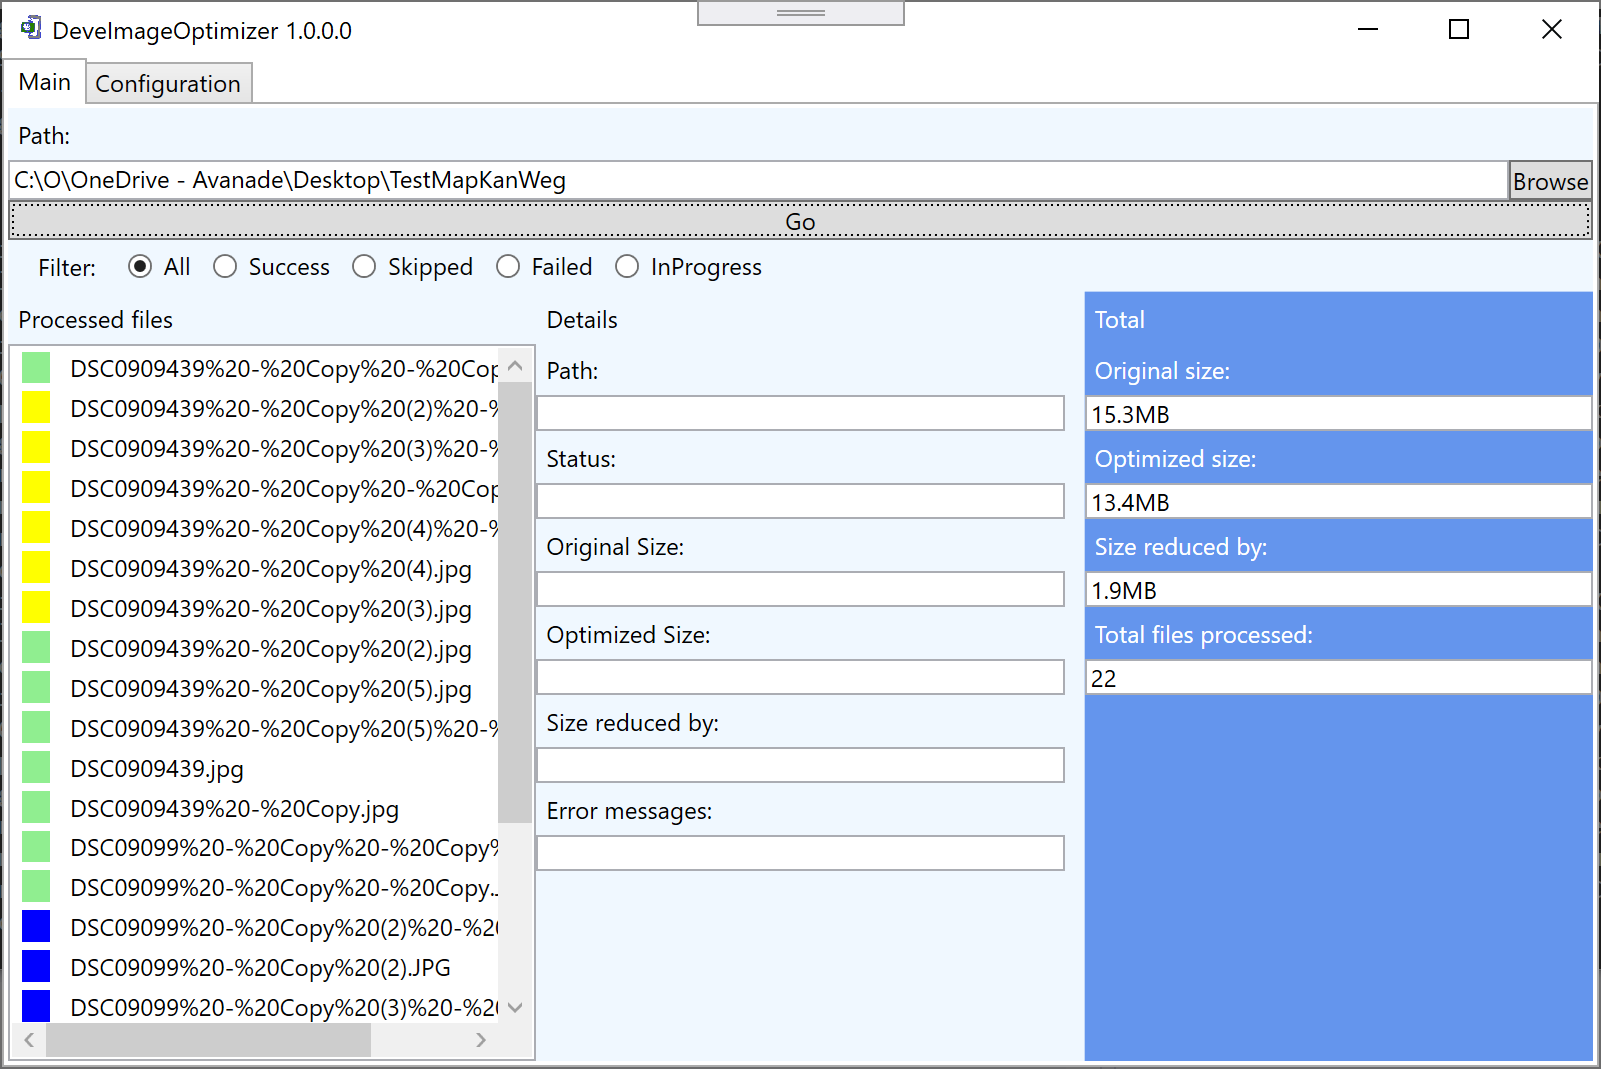 DeveImageOptimizer 1.0.0.0
Main
Configuration
Path:
C:\O\OneDrive - Avanade\Desktop\TestMapKanWeg
Browse
Go
Filter: All Success Skipped Failed InProgress
Processed files
DSC0909439%20-%20Copy%20-%20Cop
DSC0909439%20-%20Copy%20(2)%20-%
DSC0909439%20-%20Copy%20(3)%20-%
DSC0909439%20-%20Copy%20-%20Cop
DSC0909439%20-%20Copy%20(4)%20-%
DSC0909439%20-%20Copy%20(4).jpg
DSC0909439%20-%20Copy%20(3).jpg
DSC0909439%20-%20Copy%20(2).jpg
DSC0909439%20-%20Copy%20(5).jpg
DSC0909439%20-%20Copy%20(5)%20-%
DSC0909439.jpg
DSC0909439%20-%20Copy.jpg
DSC09099%20-%20Copy%20-%20Copy%
DSC09099%20-%20Copy%20-%20Copy.
DSC09099%20-%20Copy%20(2)%20-%20
DSC09099%20-%20Copy%20(2).JPG
DSC09099%20-%20Copy%20(3)%20-%20
Details
Path:
Status:
Original Size:
Optimized Size:
Size reduced by:
Error messages:
Total
Original size:
15.3MB
Optimized size:
13.4MB
Size reduced by:
1.9MB
Total files processed:
22